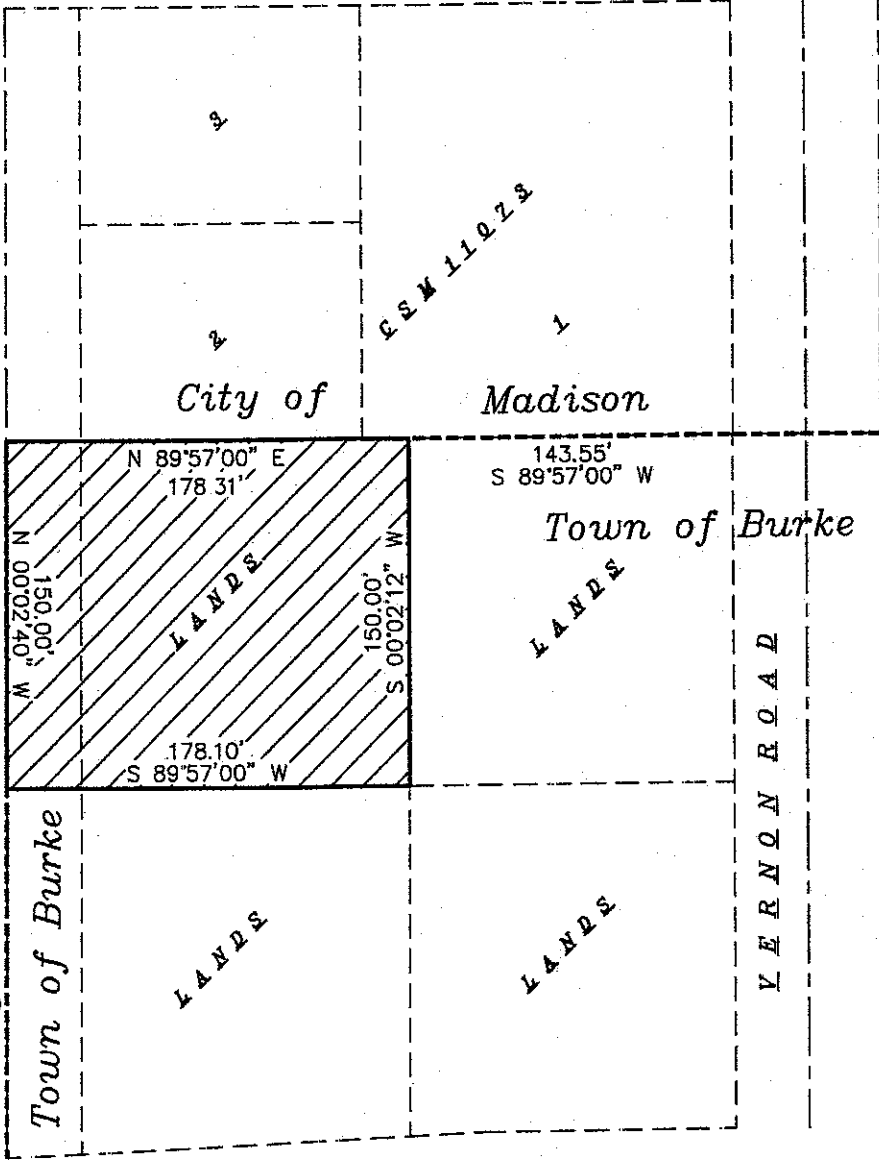 3
CSM 11073
2
1
City of Madison
N 89°57'00" E
178.31'
143.55'
S 89°57'00" W
Town of Burke
N 00°02'40" W
150.00'
LANDS
150.00'
S 00°02'12" W
LANDS
178.10'
S 89°57'00" W
VERNON ROAD
Town of Burke
LANDS
LANDS